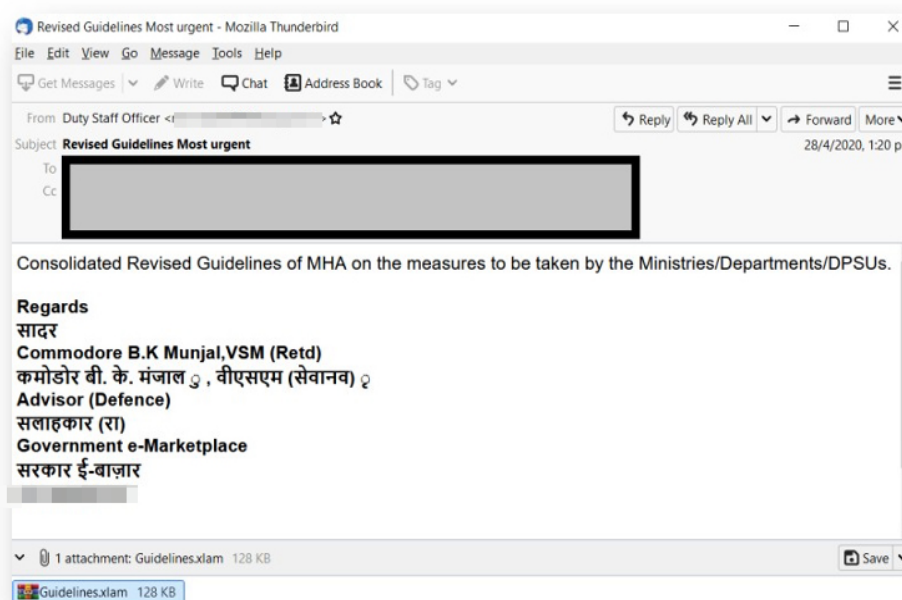 Revised Guidelines Most urgent - Mozilla Thunderbird
File Edit View Go Message Tools Help
Get Messages Write Chat Address Book Tag
From Duty Staff Officer < > Reply Reply All Forward More
Subject Revised Guidelines Most urgent 28/4/2020, 1:20 p
To
Cc
Consolidated Revised Guidelines of MHA on the measures to be taken by the Ministries/Departments/DPSUs.
Regards
सादर
Commodore B.K Munjal,VSM (Retd)
कमोडोर बी. के. मंजाल ु , वीएसएम (सेवानव) ृ
Advisor (Defence)
सलाहकार (रा)
Government e-Marketplace
सरकार ई-बाज़ार
1 attachment: Guidelines.xlam 128 KB Save
Guidelines.xlam 128 KB